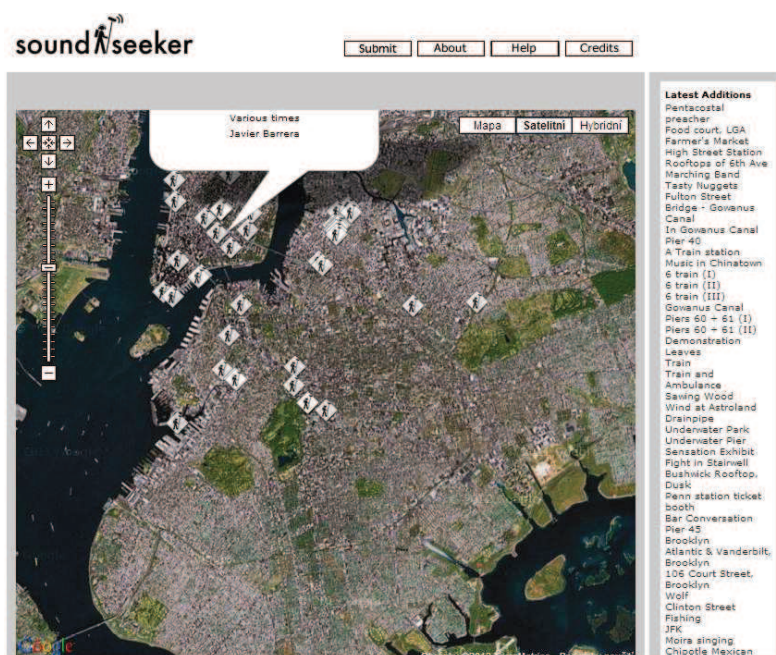 sound seeker
Submit
About
Help
Credits
Various times
Javier Barrera
Mapa
Satelitní
Hybridní
Latest Additions
Pentacostal
preacher
Food court, LGA
Farmer's Market
High Street Station
Rooftops of 6th Ave
Marching Band
Tasty Nuggets
Fulton Street
Bridge - Gowanus
Canal
In Gowanus Canal
Pier 40
A Train station
Music in Chinatown
6 train (I)
6 train (II)
6 train (III)
Gowanus Canal
Piers 60 + 61 (I)
Piers 60 + 61 (II)
Demonstration
Leaves
Train
Train and
Ambulance
Sawing Wood
Wind at Astroland
Drainpipe
Underwater Park
Underwater Pier
Sensation Exhibit
Fight in Stairwell
Bushwick Rooftop,
Dusk
Penn station ticket
booth
Bar Conversation
Pier 45
Brooklyn
Atlantic & Vanderbilt,
Brooklyn
106 Court Street,
Brooklyn
Wolf
Clinton Street
Fishing
JFK
Moira singing
Chipotle Mexican
Google